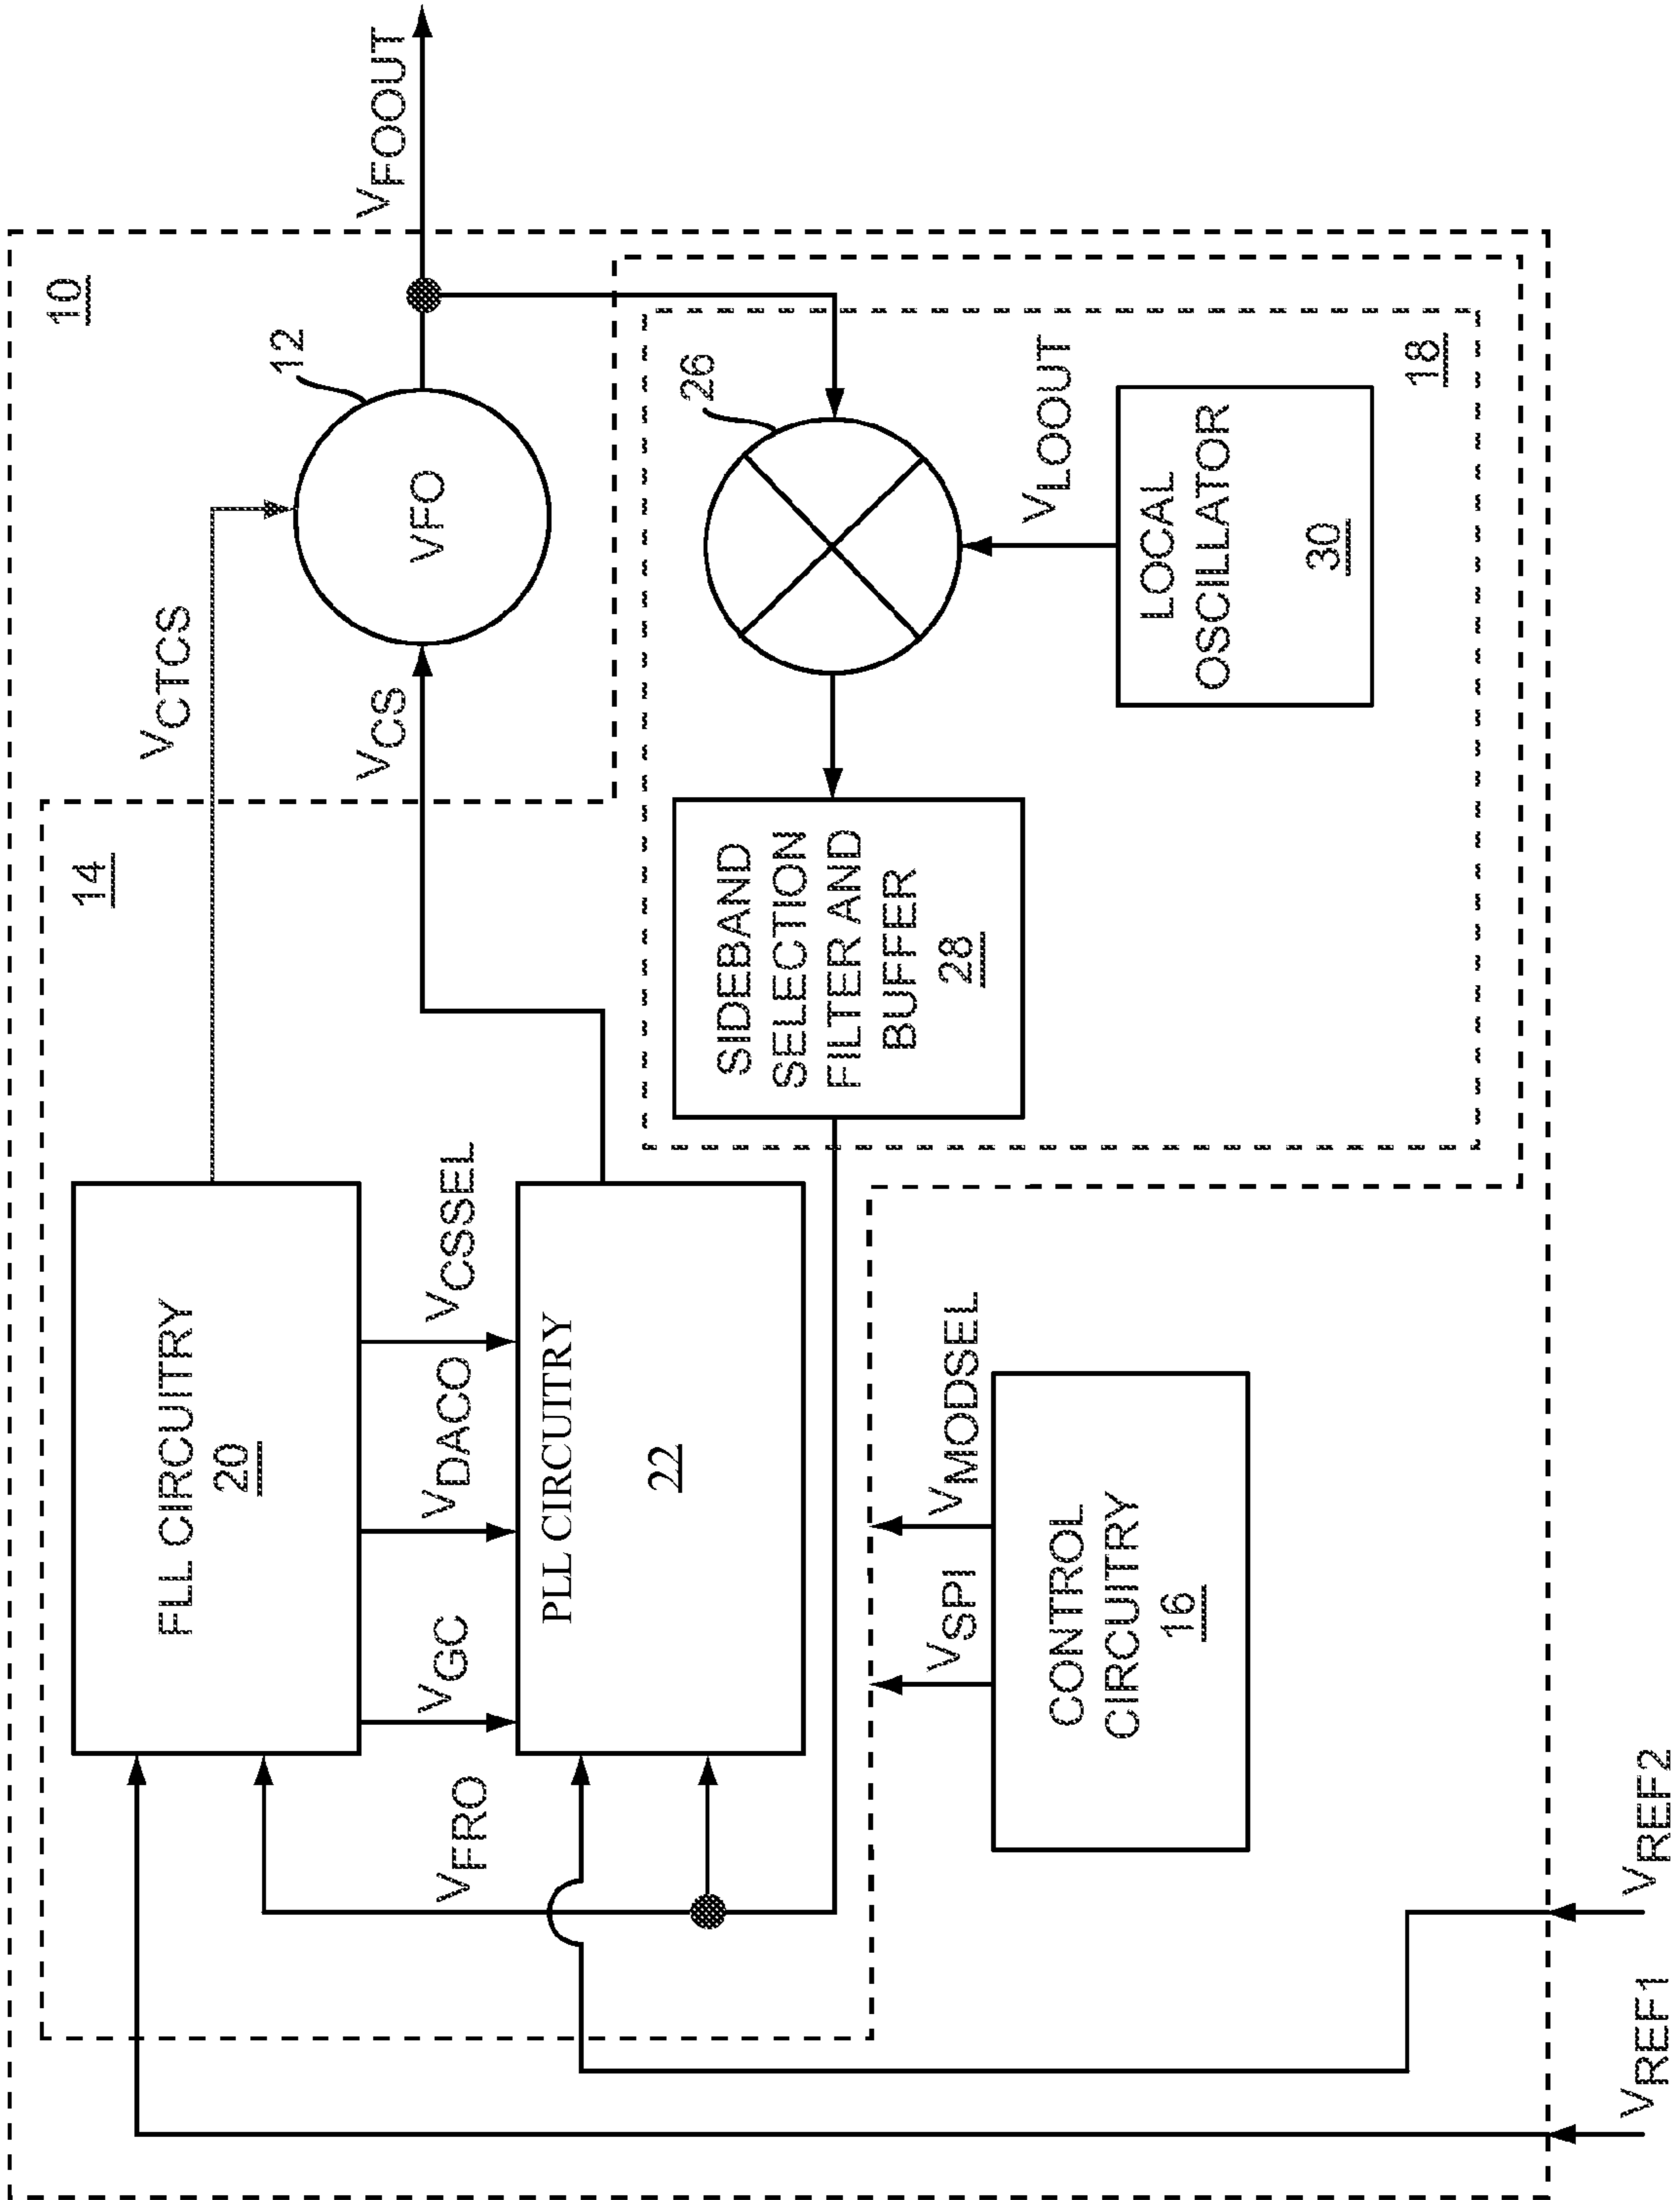 10
14
FLL CIRCUITRY
20
VCTCS
12
VFO
VFOOUT
VCS
VGC
VDACO
VCSSEL
VFRO
PLL CIRCUITRY
22
26
SIDEBAND
SELECTION
FILTER AND
BUFFER
28
VLOOUT
LOCAL
OSCILLATOR
30
18
VSPI
VMODSEL
CONTROL
CIRCUITRY
16
VREF1
VREF2